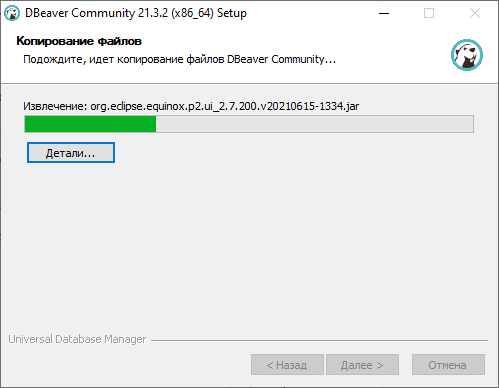 DBeaver Community 21.3.2 (x86_64) Setup
Копирование файлов
Подождите, идет копирование файлов DBeaver Community...
Извлечение: org.eclipse.equinox.p2.ui_2.7.200.v20210615-1334.jar
Детали...
Universal Database Manager
< Назад
Далее >
Отмена